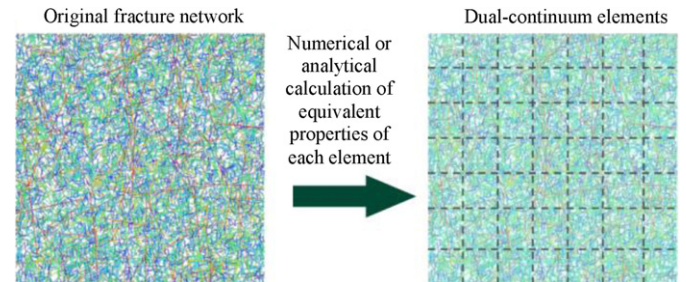 Original fracture network
Numerical or
analytical
calculation of
equivalent
properties of
each element
Dual-continuum elements